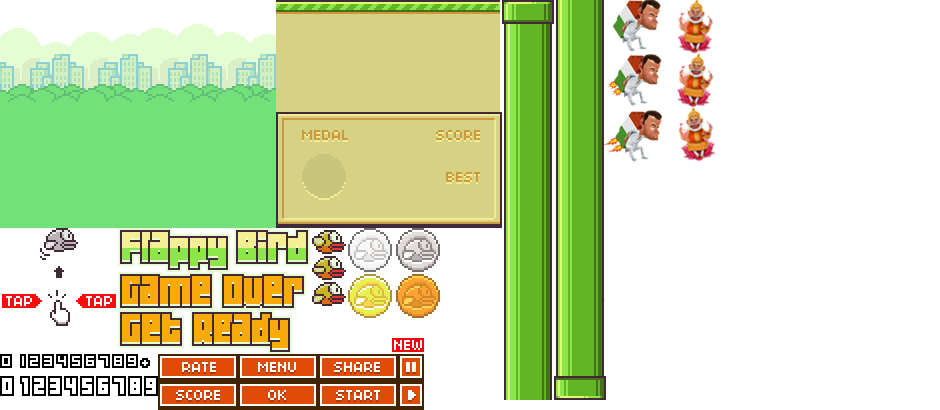 MEDAL SCORE
BEST
Flappy Bird
TAP TAP
Game Over
Get Ready
NEW
0 123456789
RATE MENU SHARE
0 123456789
SCORE OK START